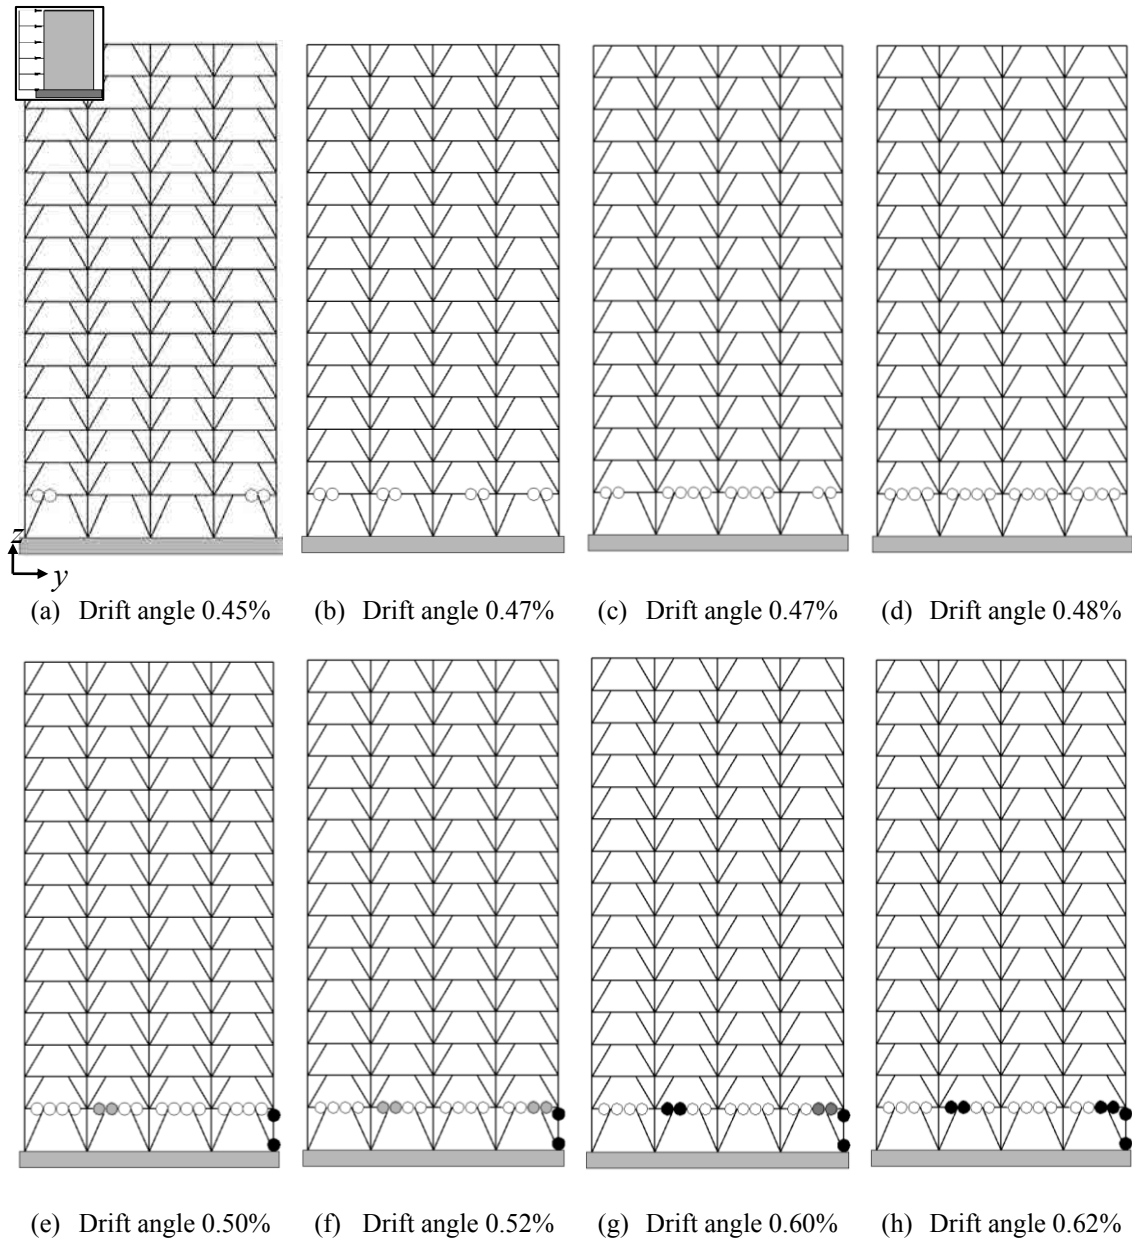 z
y
(a) Drift angle 0.45%
(b) Drift angle 0.47%
(c) Drift angle 0.47%
(d) Drift angle 0.48%
(e) Drift angle 0.50%
(f) Drift angle 0.52%
(g) Drift angle 0.60%
(h) Drift angle 0.62%